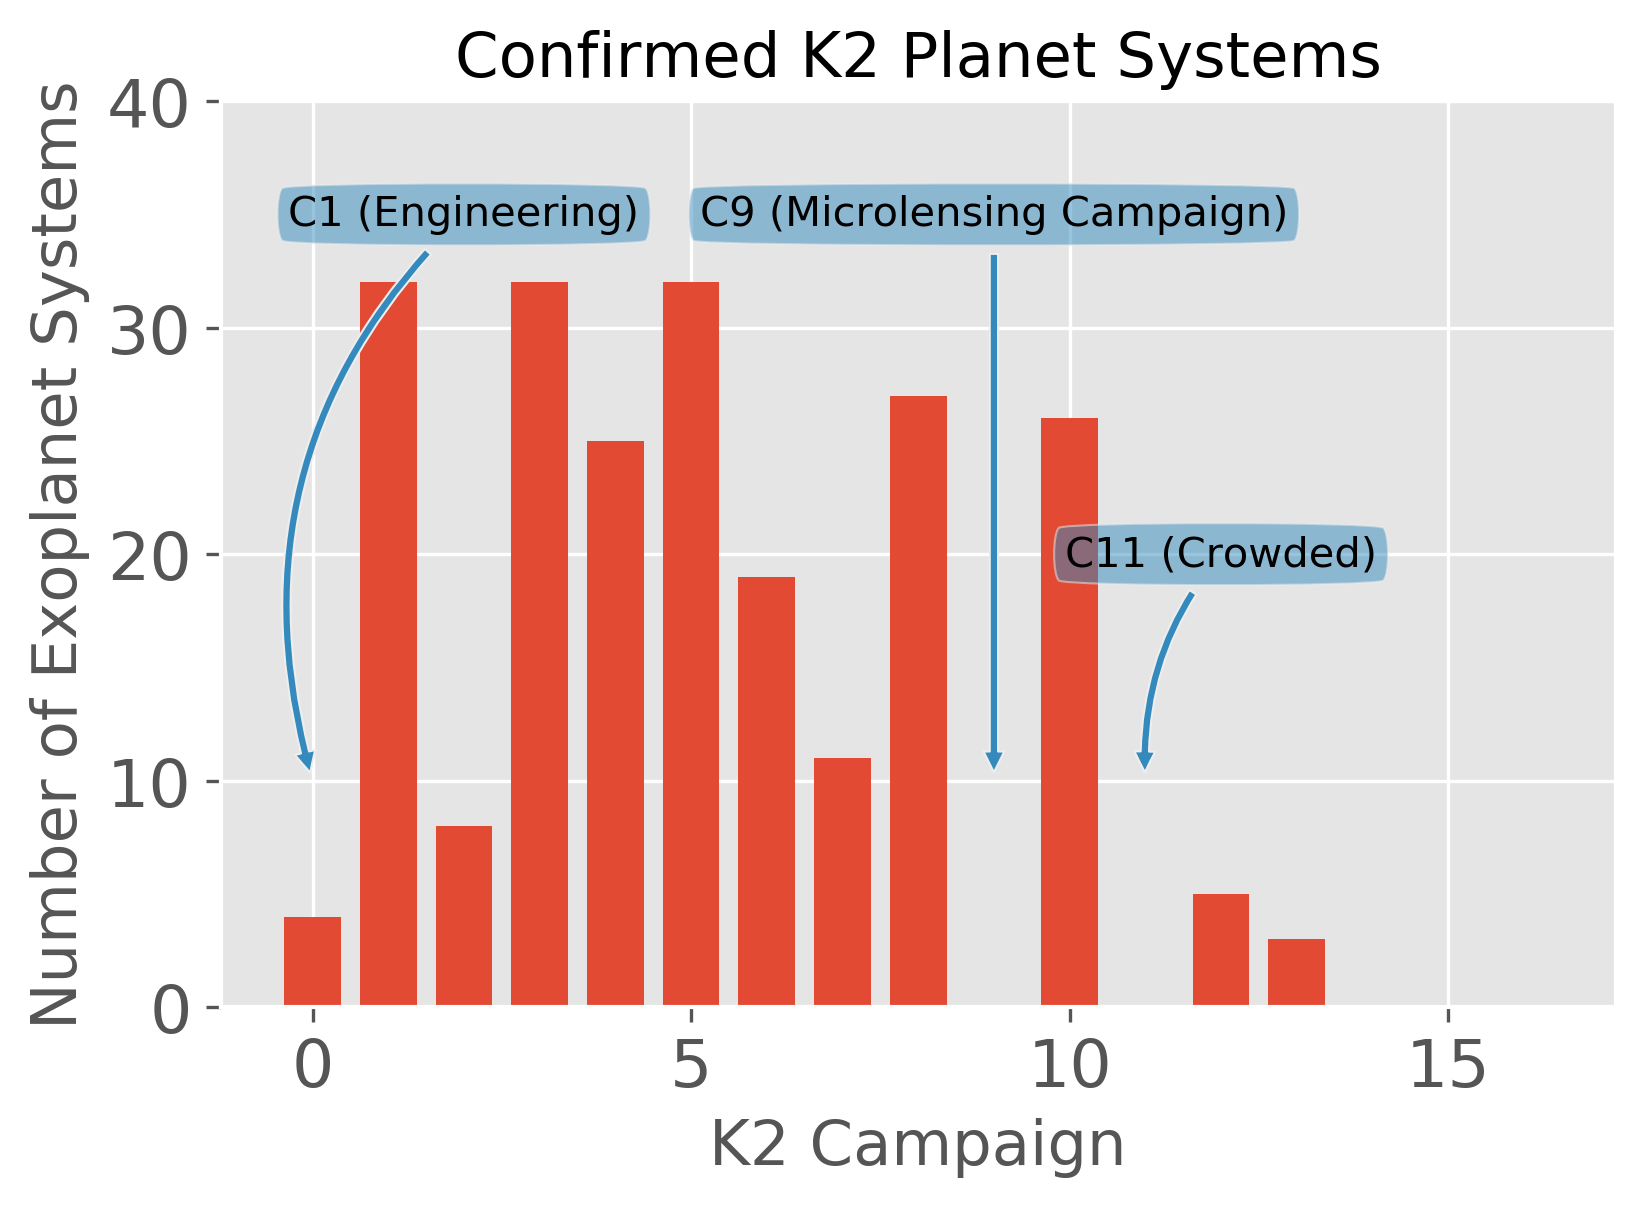 Confirmed K2 Planet Systems
Number of Exoplanet Systems
40
30
20
10
0
C1 (Engineering)
C9 (Microlensing Campaign)
C11 (Crowded)
0 5 10 15
K2 Campaign